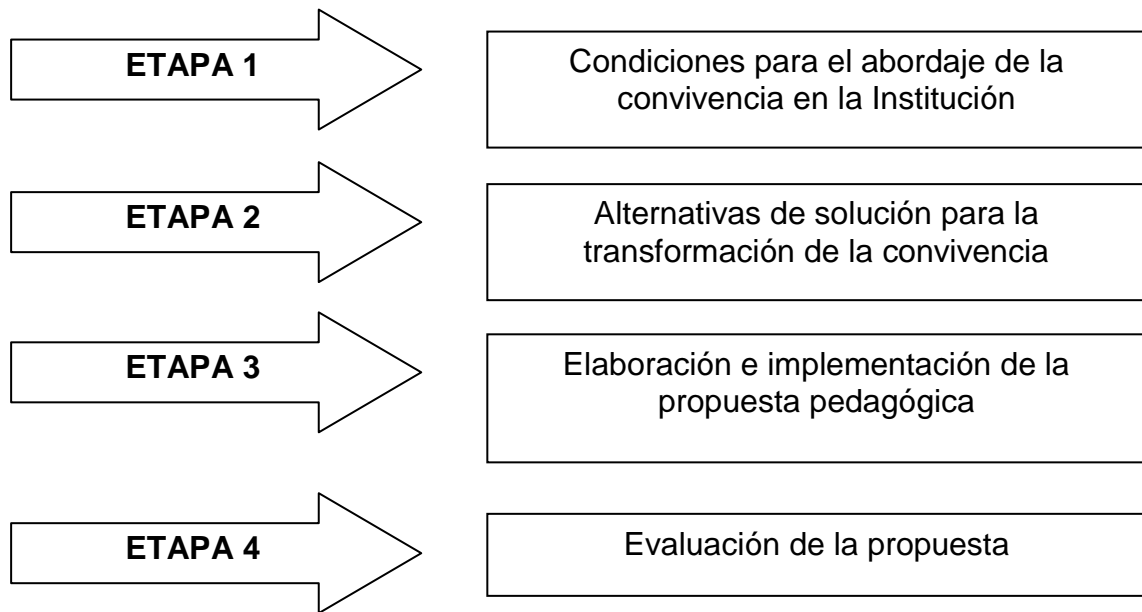 ETAPA 1
Condiciones para el abordaje de la
convivencia en la Institución
ETAPA 2
Alternativas de solución para la
transformación de la convivencia
ETAPA 3
Elaboración e implementación de la
propuesta pedagógica
ETAPA 4
Evaluación de la propuesta